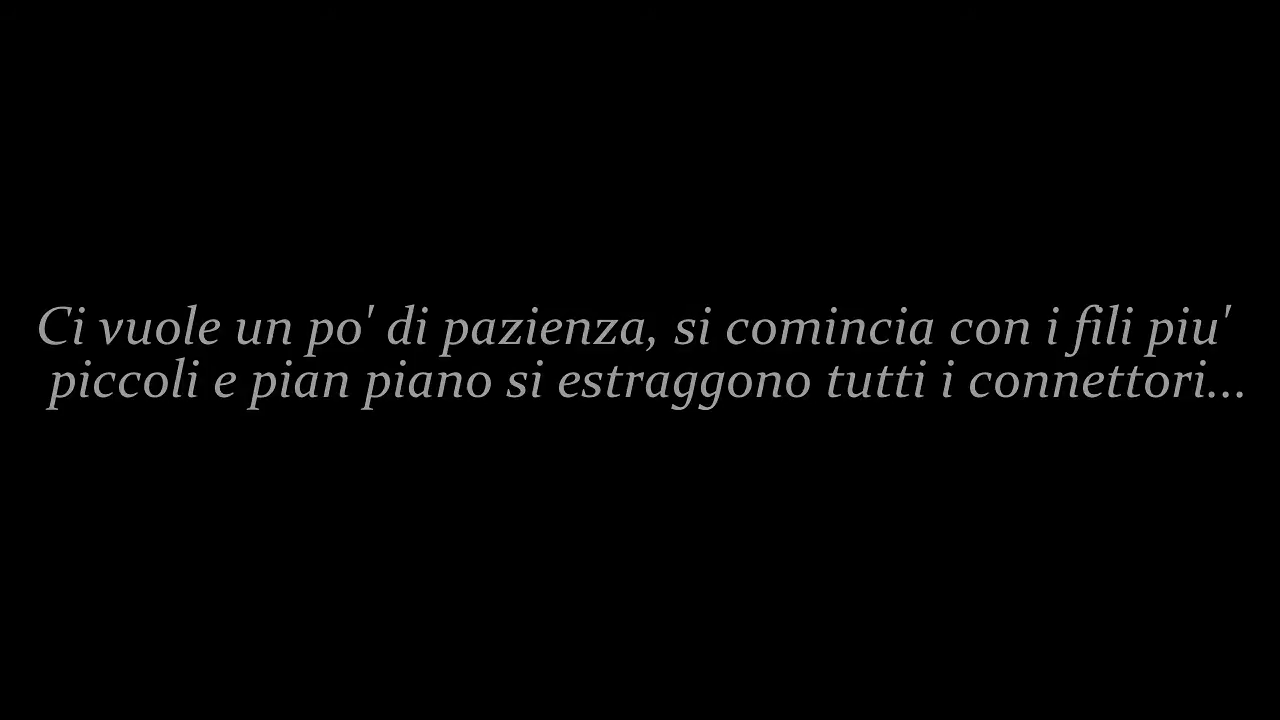 Ci vuole un po' di pazienza, si comincia con i fili piu'
piccoli e pian piano si estraggono tutti i connettori...